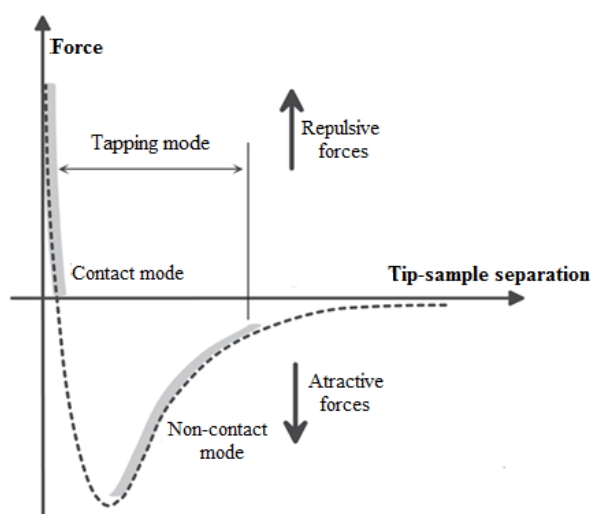 Force
Repulsive
forces
Tapping mode
Contact mode
Tip-sample separation
Atractive
forces
Non-contact
mode